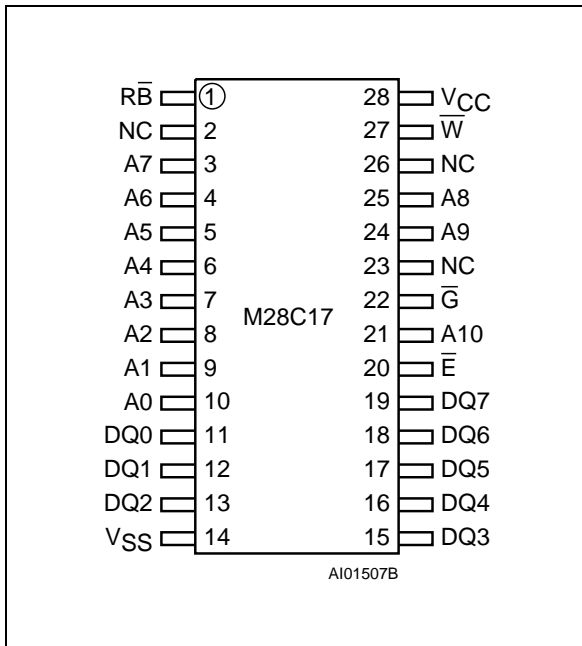 RB̅ 1 28 VCC
NC 2 27 W̅
A7 3 26 NC
A6 4 25 A8
A5 5 24 A9
A4 6 23 NC
A3 7 22 G̅
M28C17
A2 8 21 A10
A1 9 20 E̅
A0 10 19 DQ7
DQ0 11 18 DQ6
DQ1 12 17 DQ5
DQ2 13 16 DQ4
VSS 14 15 DQ3
AI01507B